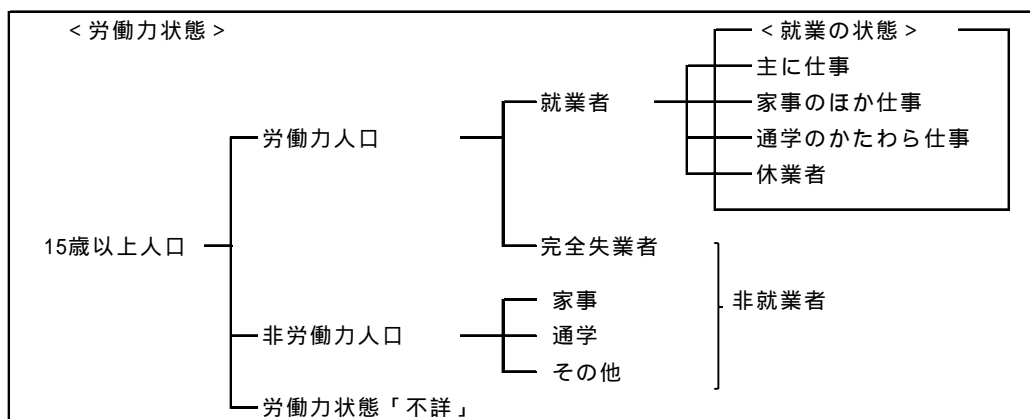 ＜労働力状態＞
＜就業の状態＞
主に仕事
就業者
家事のほか仕事
労働力人口
通学のかたわら仕事
休業者
15歳以上人口
完全失業者
家事
非就業者
非労働力人口
通学
その他
労働力状態「不詳」